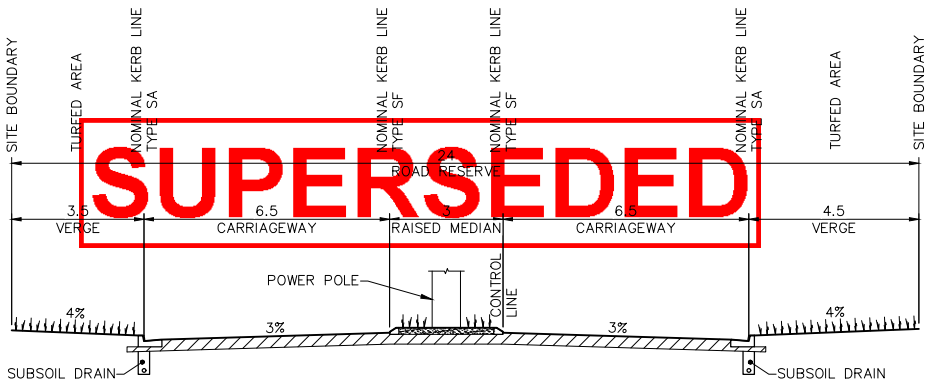 SITE BOUNDARY
TURFED AREA
NOMINAL KERB LINE
TYPE SA
NOMINAL KERB LINE
TYPE SF
NOMINAL KERB LINE
TYPE SF
NOMINAL KERB LINE
TYPE SA
TURFED AREA
SITE BOUNDARY
24
ROAD RESERVE
SUPERSEDED
3.5
VERGE
6.5
CARRIAGEWAY
3
RAISED MEDIAN
6.5
CARRIAGEWAY
4.5
VERGE
POWER POLE
CONTROL
LINE
4%
3%
3%
4%
SUBSOIL DRAIN
SUBSOIL DRAIN